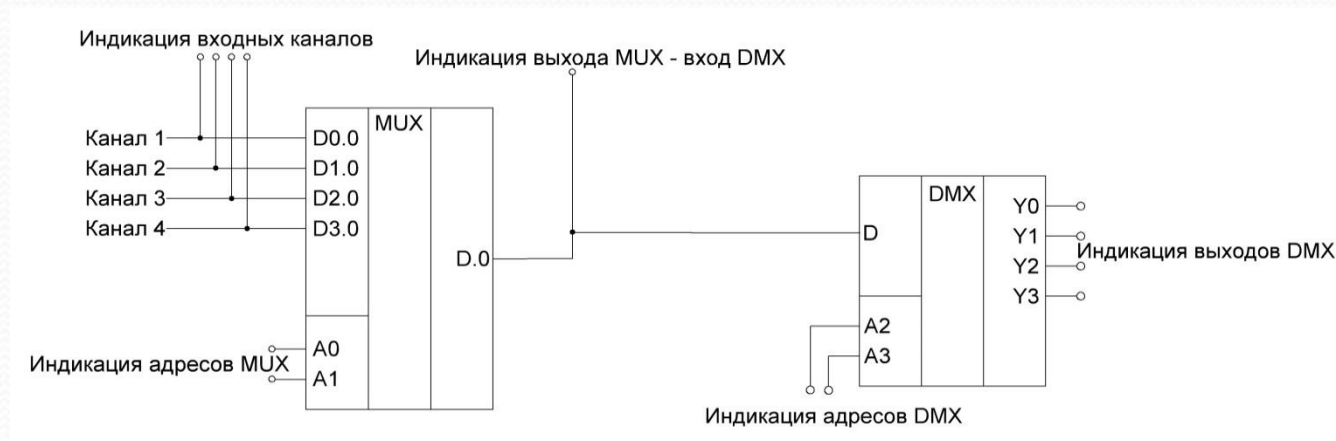 Индикация входных каналов
Индикация выхода MUX - вход DMX
Канал 1
Канал 2
Канал 3
Канал 4
D0.0
D1.0
D2.0
D3.0
MUX
D.0
A0
A1
Индикация адресов MUX
D
DMX
A2
A3
Y0
Y1
Y2
Y3
Индикация выходов DMX
Индикация адресов DMX